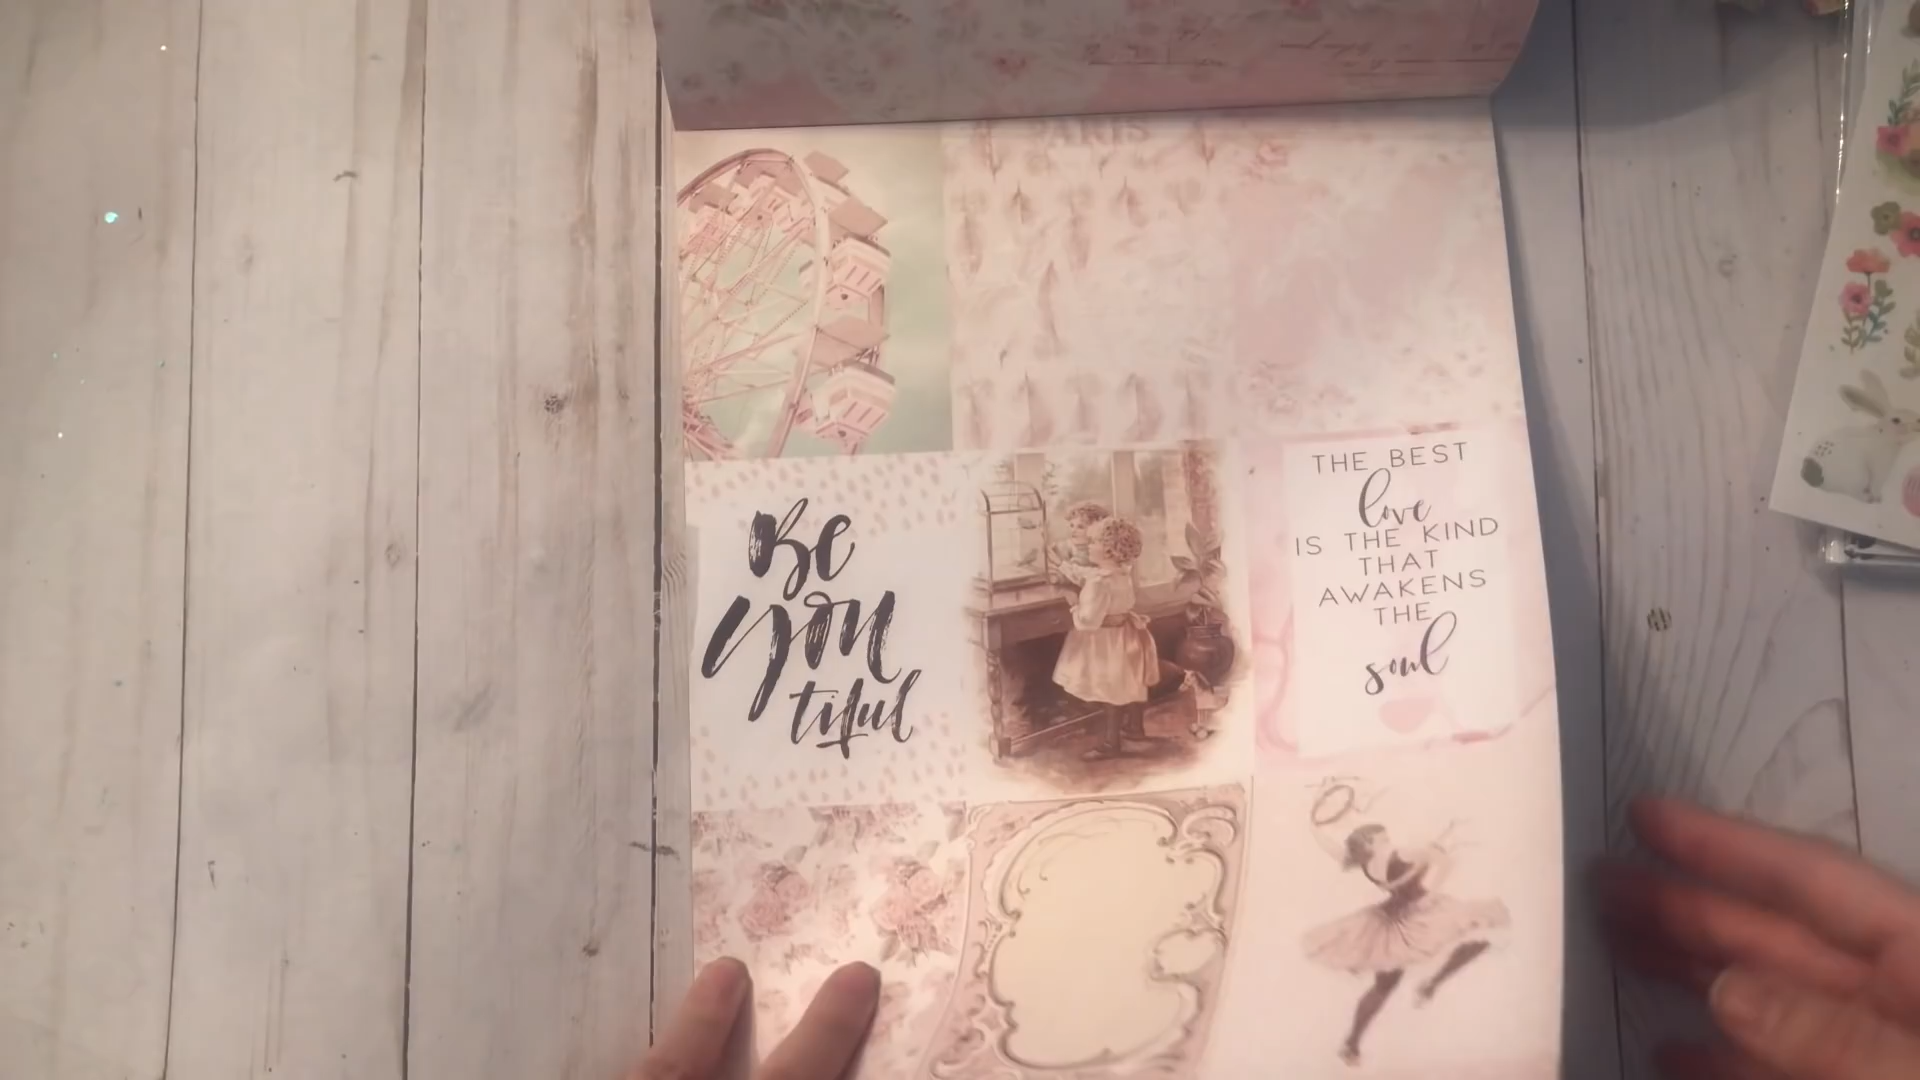 PARIS
Be
you
tiful
THE BEST
love
IS THE KIND
THAT
AWAKENS
THE
soul